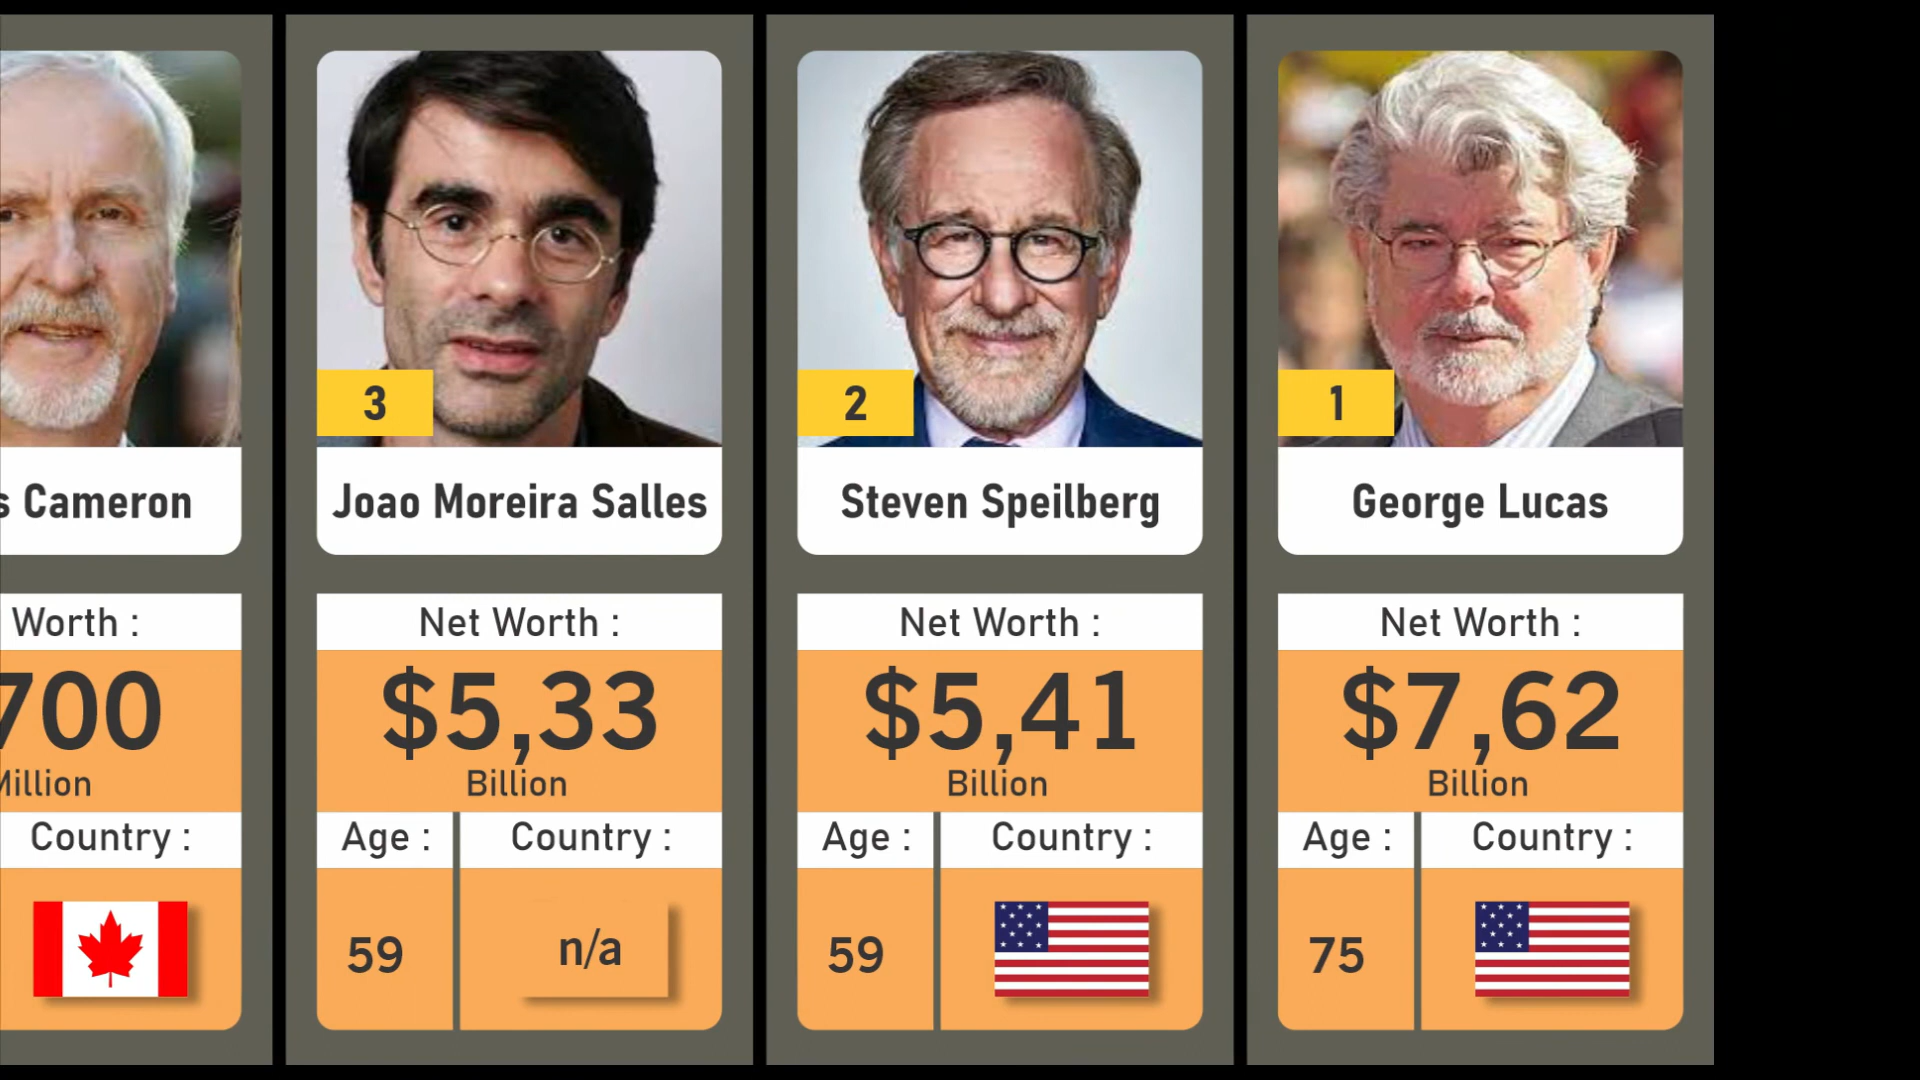 s Cameron
Worth :
700
Million
Country :
3
Joao Moreira Salles
Net Worth :
$5,33
Billion
Age :
Country :
59
n/a
2
Steven Speilberg
Net Worth :
$5,41
Billion
Age :
Country :
59
1
George Lucas
Net Worth :
$7,62
Billion
Age :
Country :
75